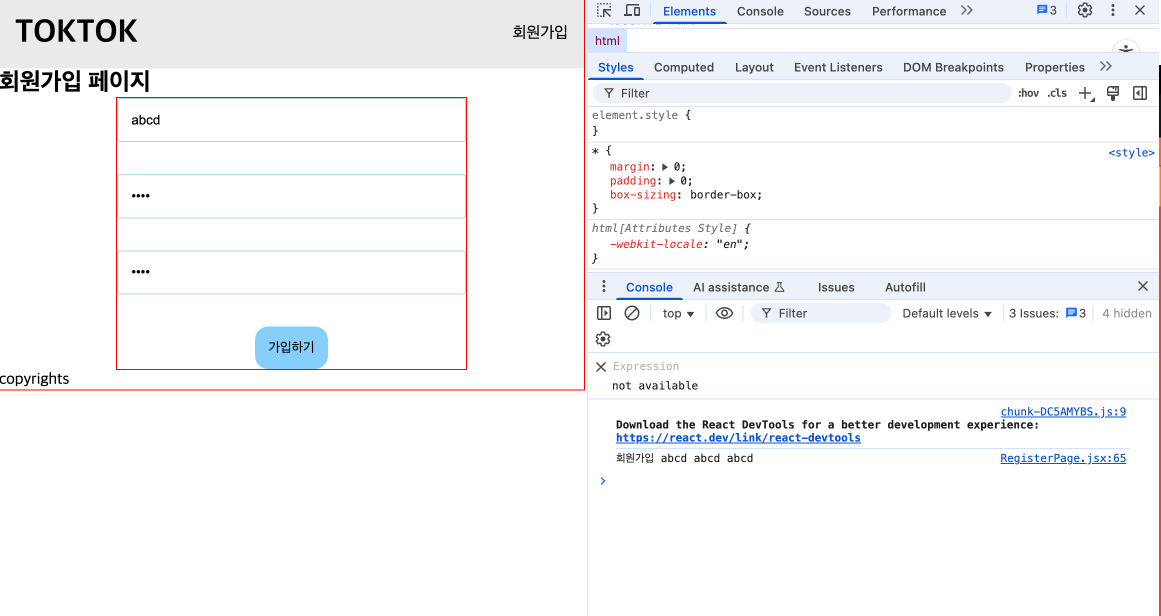 TOKTOK
회원가입
회원가입 페이지
abcd
••••
••••
가입하기
copyrights
Elements Console Sources Performance 3
html
Styles Computed Layout Event Listeners DOM Breakpoints Properties
Filter :hov .cls
element.style {
}
* { <style>
margin: 0;
padding: 0;
box-sizing: border-box;
}
html[Attributes Style] {
-webkit-locale: "en";
}
Console AI assistance Issues Autofill
top Filter Default levels 3 Issues: 3 4 hidden
Expression
not available
chunk-DC5AMYBS.js:9
Download the React DevTools for a better development experience:
https://react.dev/link/react-devtools
회원가입 abcd abcd abcd RegisterPage.jsx:65